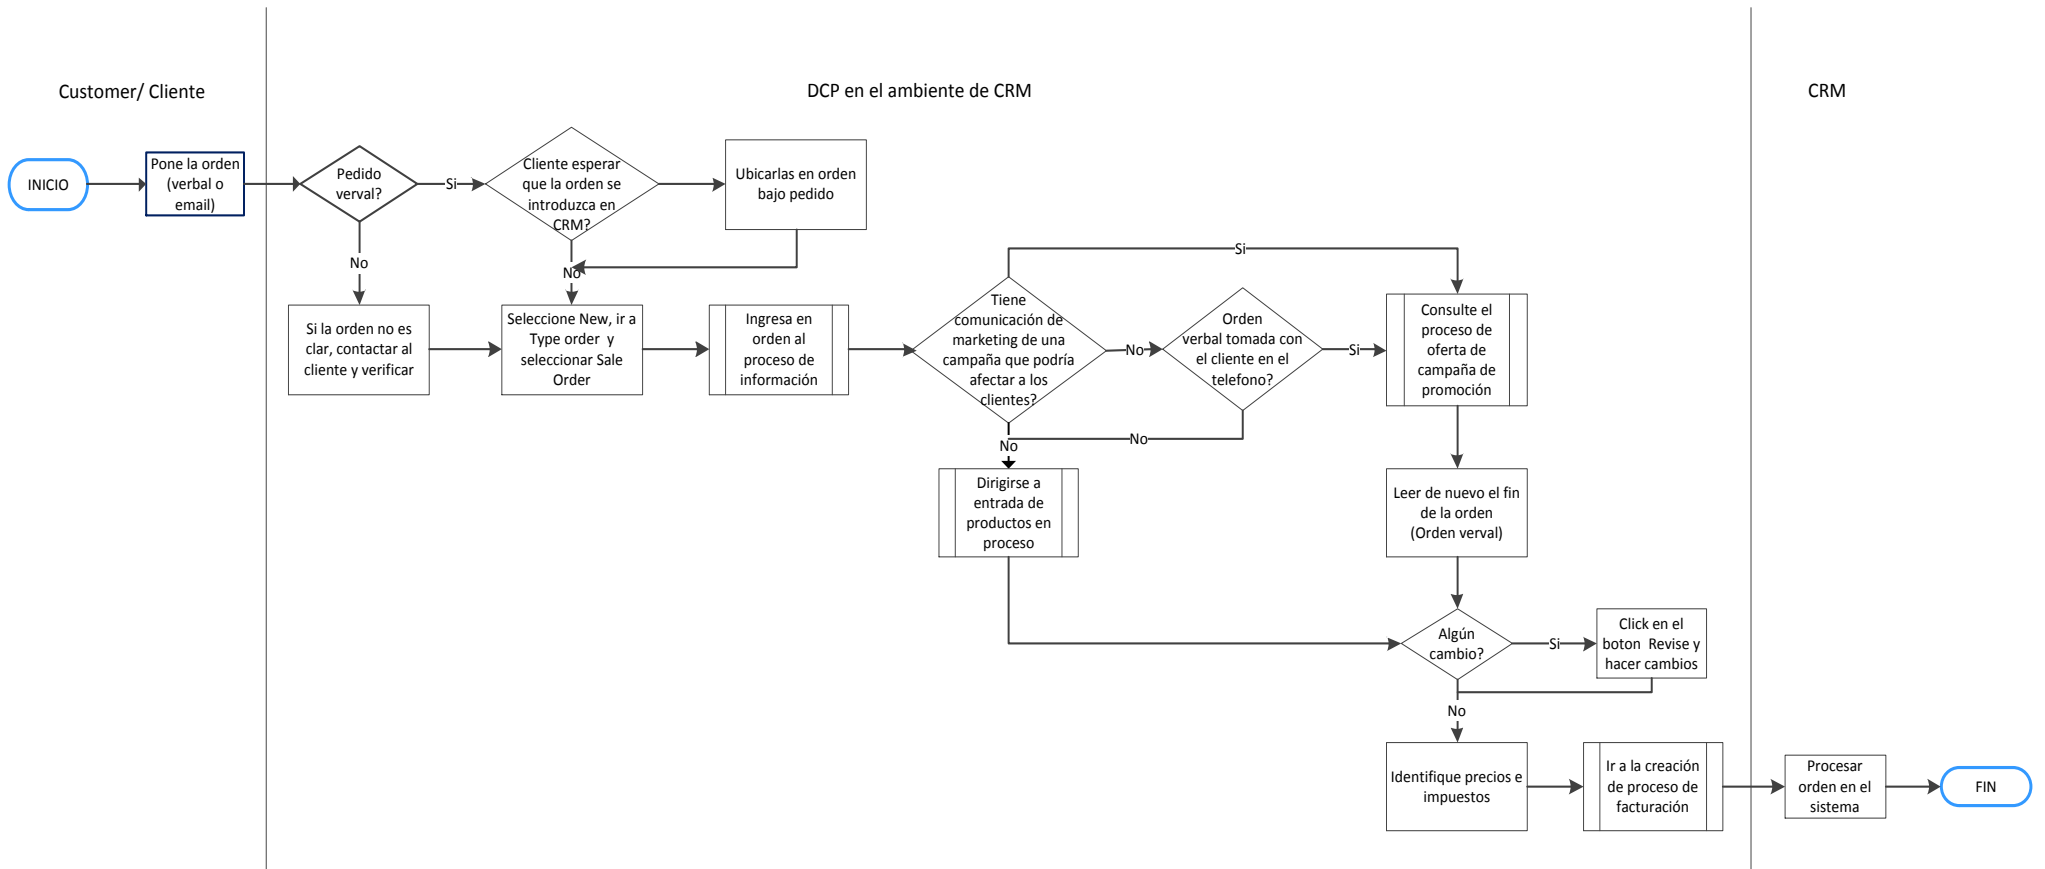 Customer/ Cliente
DCP en el ambiente de CRM
CRM
INICIO
Pone la orden
(verbal o
email)
Pedido
verval?
Si
Cliente esperar
que la orden se
introduzca en
CRM?
Ubicarlas en orden
bajo pedido
No
No
Si la orden no es
clar, contactar al
cliente y verificar
Seleccione New, ir a
Type order y
seleccionar Sale
Order
Ingresa en
orden al
proceso de
información
Tiene
comunicación de
marketing de una
campaña que podría
afectar a los
clientes?
Si
No
Orden
verbal tomada con
el cliente en el
telefono?
Si
Consulte el
proceso de
oferta de
campaña de
promoción
No
No
Dirigirse a
entrada de
productos en
proceso
Leer de nuevo el fin
de la orden
(Orden verval)
Algún
cambio?
Si
Click en el
boton Revise y
hacer cambios
No
Identifique precios e
impuestos
Ir a la creación
de proceso de
facturación
Procesar
orden en el
sistema
FIN